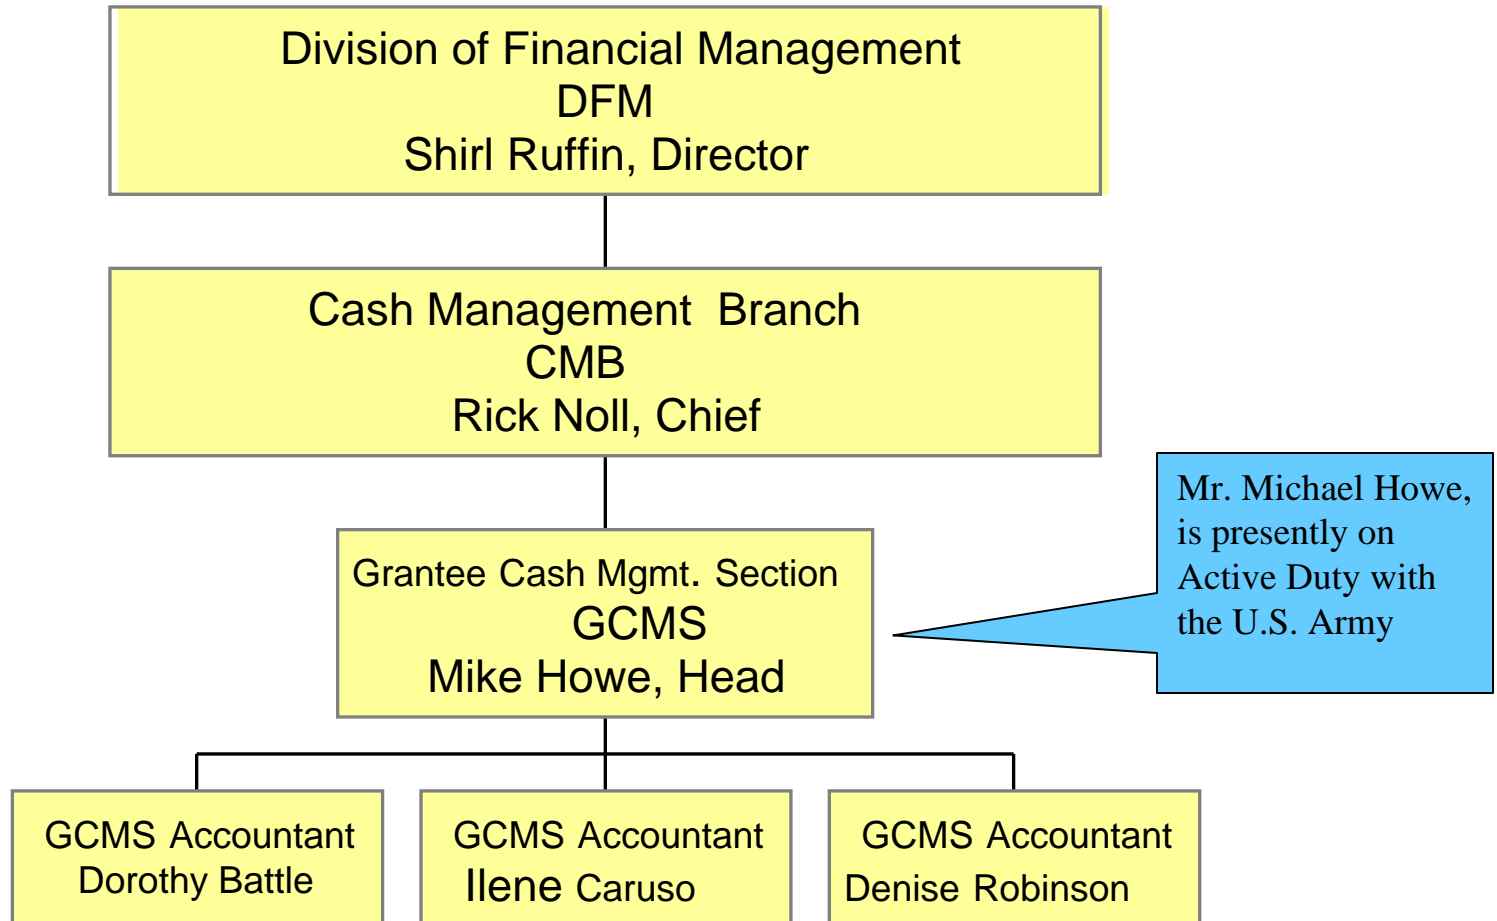 Division of Financial Management
DFM
Shirl Ruffin, Director
Cash Management Branch
CMB
Rick Noll, Chief
Grantee Cash Mgmt. Section
GCMS
Mike Howe, Head
Mr. Michael Howe,
is presently on
Active Duty with
the U.S. Army
GCMS Accountant
Dorothy Battle
GCMS Accountant
Ilene Caruso
GCMS Accountant
Denise Robinson